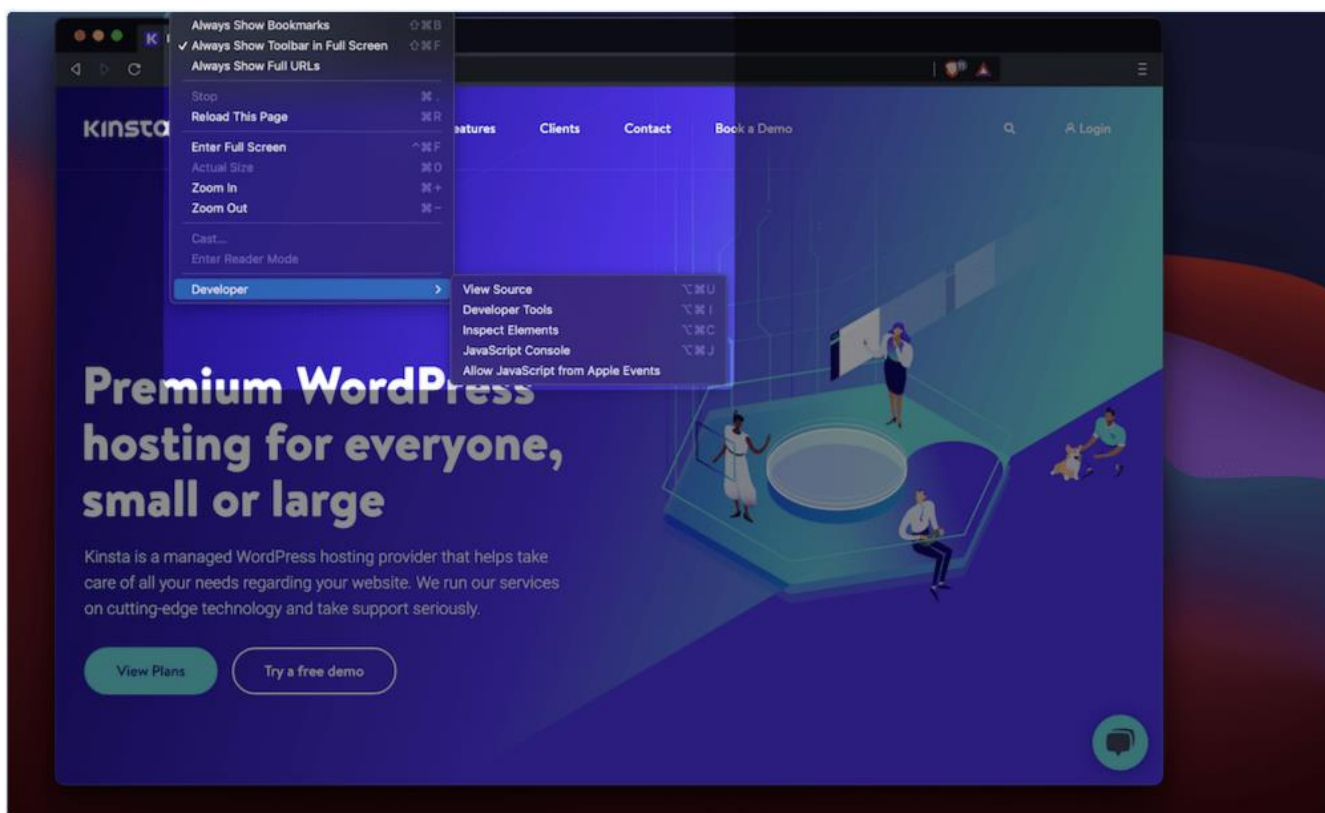 Always Show Bookmarks ⇧⌘B
✓ Always Show Toolbar in Full Screen ⇧⌘F
Always Show Full URLs
Stop ⌘.
Reload This Page ⌘R
Enter Full Screen ^⌘F
Actual Size ⌘0
Zoom In ⌘+
Zoom Out ⌘–
Cast...
Enter Reader Mode
Developer >
View Source ⌥⌘U
Developer Tools ⌥⌘I
Inspect Elements ⌥⌘C
JavaScript Console ⌥⌘J
Allow JavaScript from Apple Events
Clients Contact Book a Demo Login
Premium WordPress
hosting for everyone,
small or large
Kinsta is a managed WordPress hosting provider that helps take
care of all your needs regarding your website. We run our services
on cutting-edge technology and take support seriously.
View Plans Try a free demo